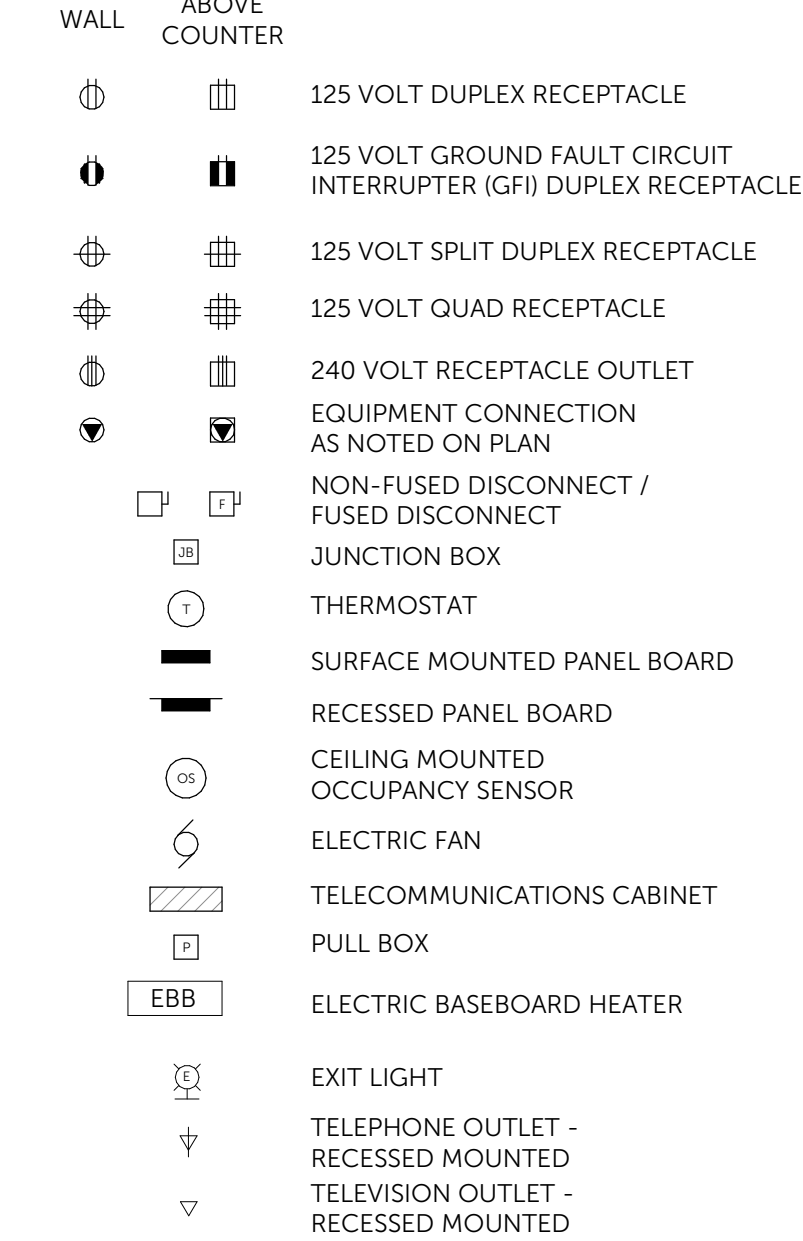 WALL
ABOVE
COUNTER
125 VOLT DUPLEX RECEPTACLE
125 VOLT GROUND FAULT CIRCUIT
INTERRUPTER (GFI) DUPLEX RECEPTACLE
125 VOLT SPLIT DUPLEX RECEPTACLE
125 VOLT QUAD RECEPTACLE
240 VOLT RECEPTACLE OUTLET
EQUIPMENT CONNECTION
AS NOTED ON PLAN
F
NON-FUSED DISCONNECT /
FUSED DISCONNECT
JB
JUNCTION BOX
T
THERMOSTAT
SURFACE MOUNTED PANEL BOARD
RECESSED PANEL BOARD
OS
CEILING MOUNTED
OCCUPANCY SENSOR
ELECTRIC FAN
TELECOMMUNICATIONS CABINET
P
PULL BOX
EBB
ELECTRIC BASEBOARD HEATER
E
EXIT LIGHT
TELEPHONE OUTLET -
RECESSED MOUNTED
TELEVISION OUTLET -
RECESSED MOUNTED